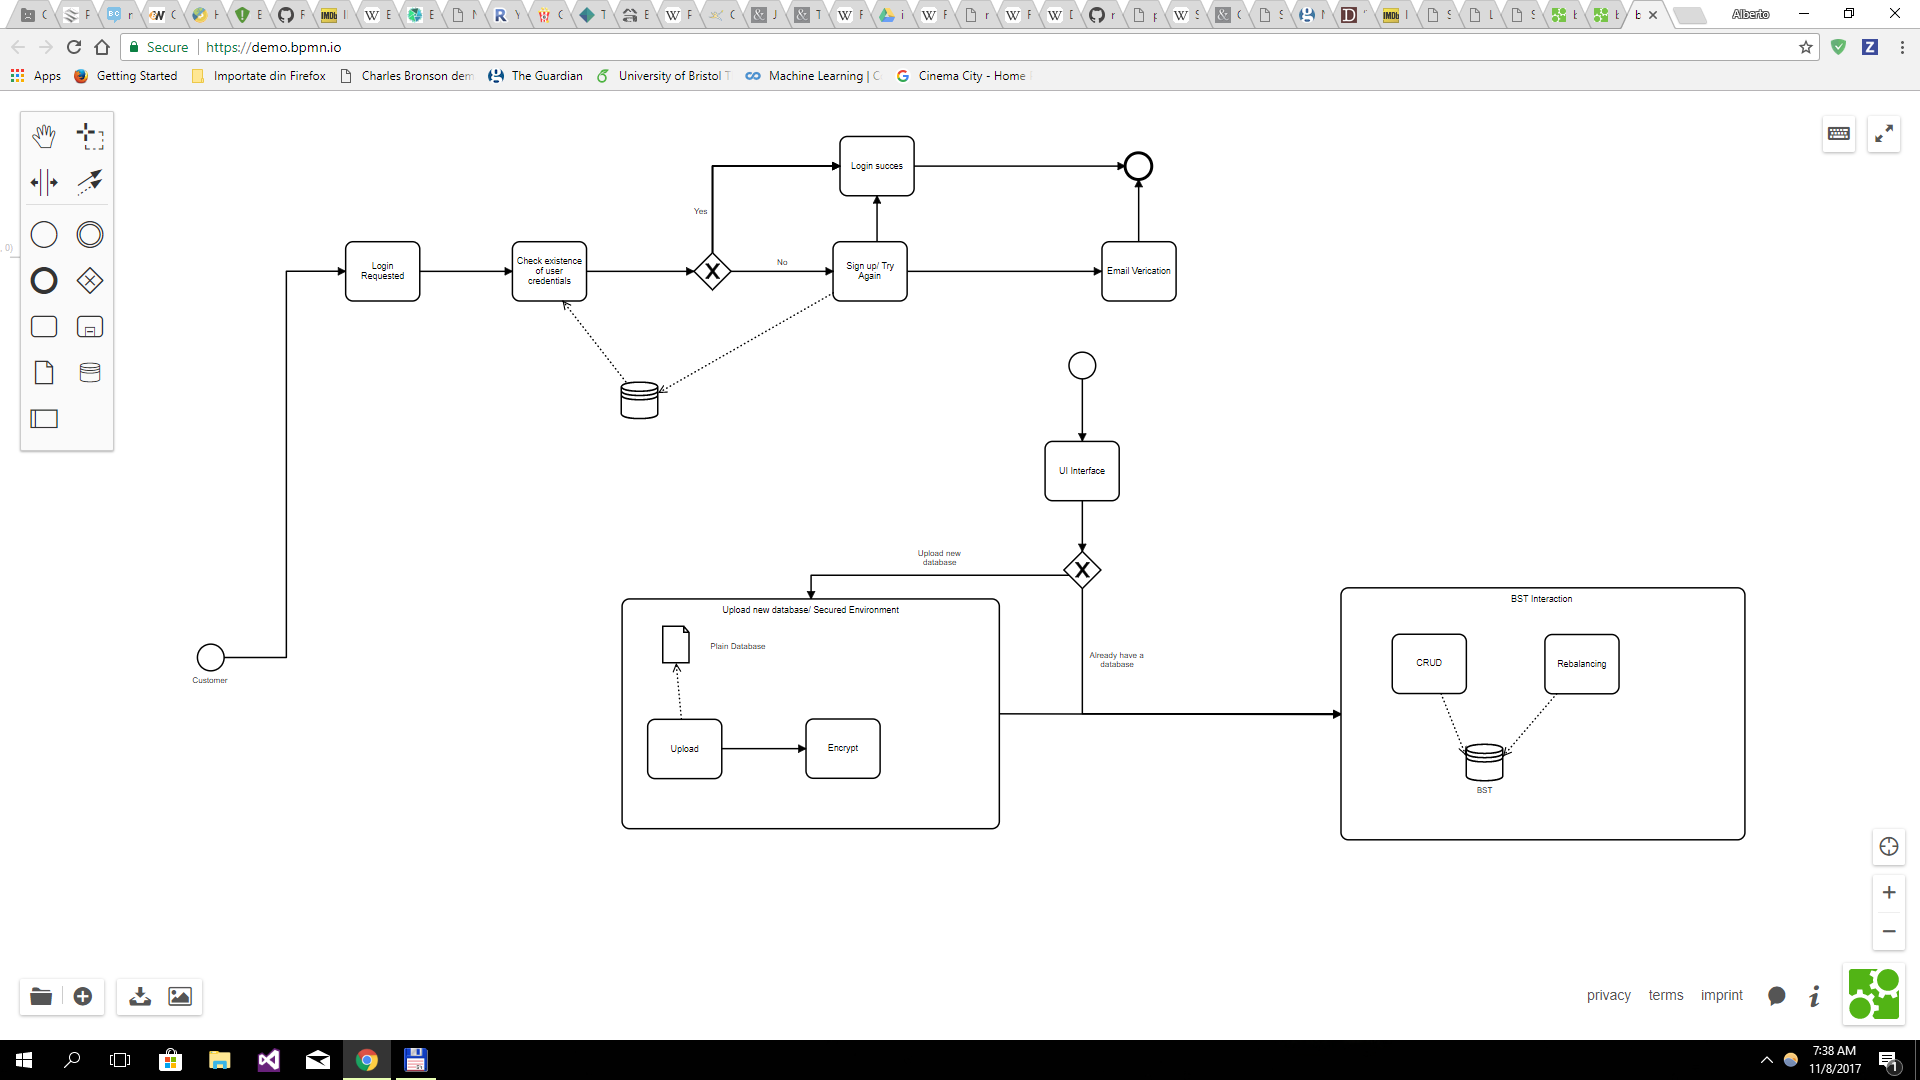 Alberto
Secure
https://demo.bpmn.io
Apps
Getting Started
Importate din Firefox
Charles Bronson dem
The Guardian
University of Bristol
Machine Learning |
Cinema City - Home
Login succes
Yes
Login
Requested
Check existence
of user
credentials
X
No
Sign up/ Try
Again
Email Verication
UI Interface
Upload new
database
X
Upload new database/ Secured Environment
Plain Database
Upload
Encrypt
Already have a
database
BST Interaction
CRUD
Rebalancing
BST
Customer
privacy
terms
imprint
7:38 AM
11/8/2017
1